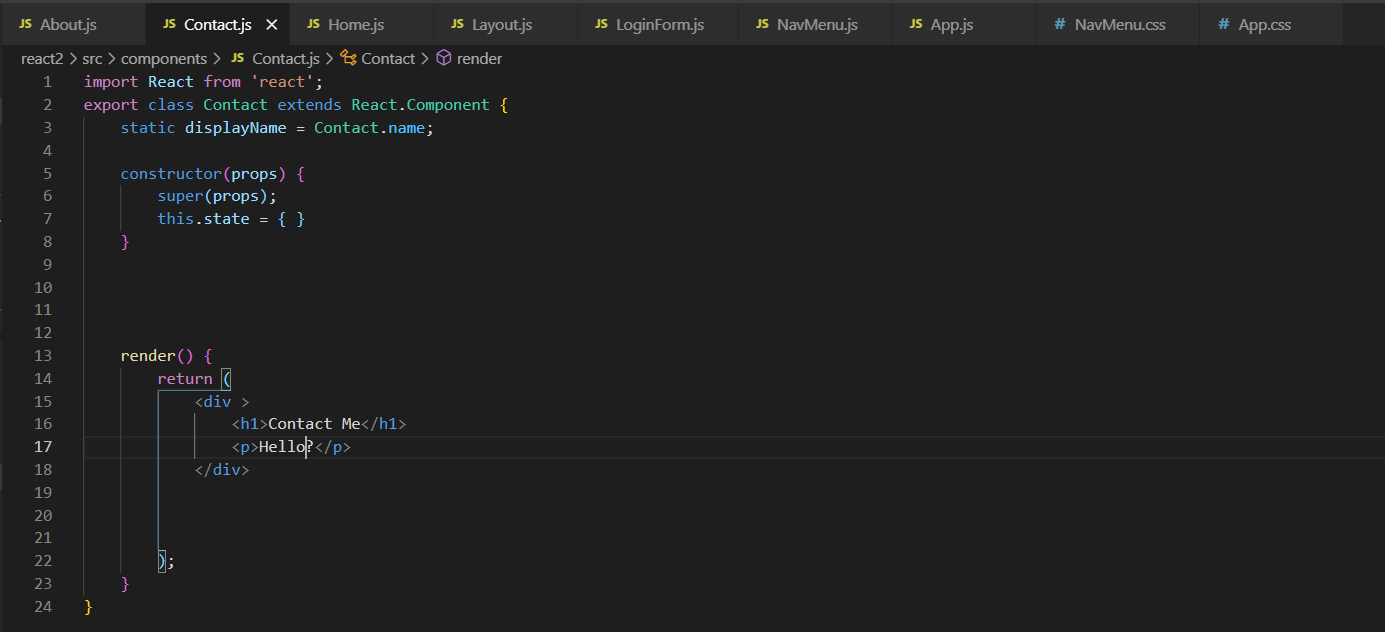 JS About.js JS Contact.js × JS Home.js JS Layout.js JS LoginForm.js JS NavMenu.js JS App.js # NavMenu.css # App.css
react2 > src > components > JS Contact.js > Contact > render
1 import React from 'react';
2 export class Contact extends React.Component {
3     static displayName = Contact.name;
4
5     constructor(props) {
6         super(props);
7         this.state = { }
8     }
9
10
11
12
13     render() {
14         return (
15             <div >
16                 <h1>Contact Me</h1>
17                 <p>Hello?</p>
18             </div>
19
20
21
22         );
23     }
24 }